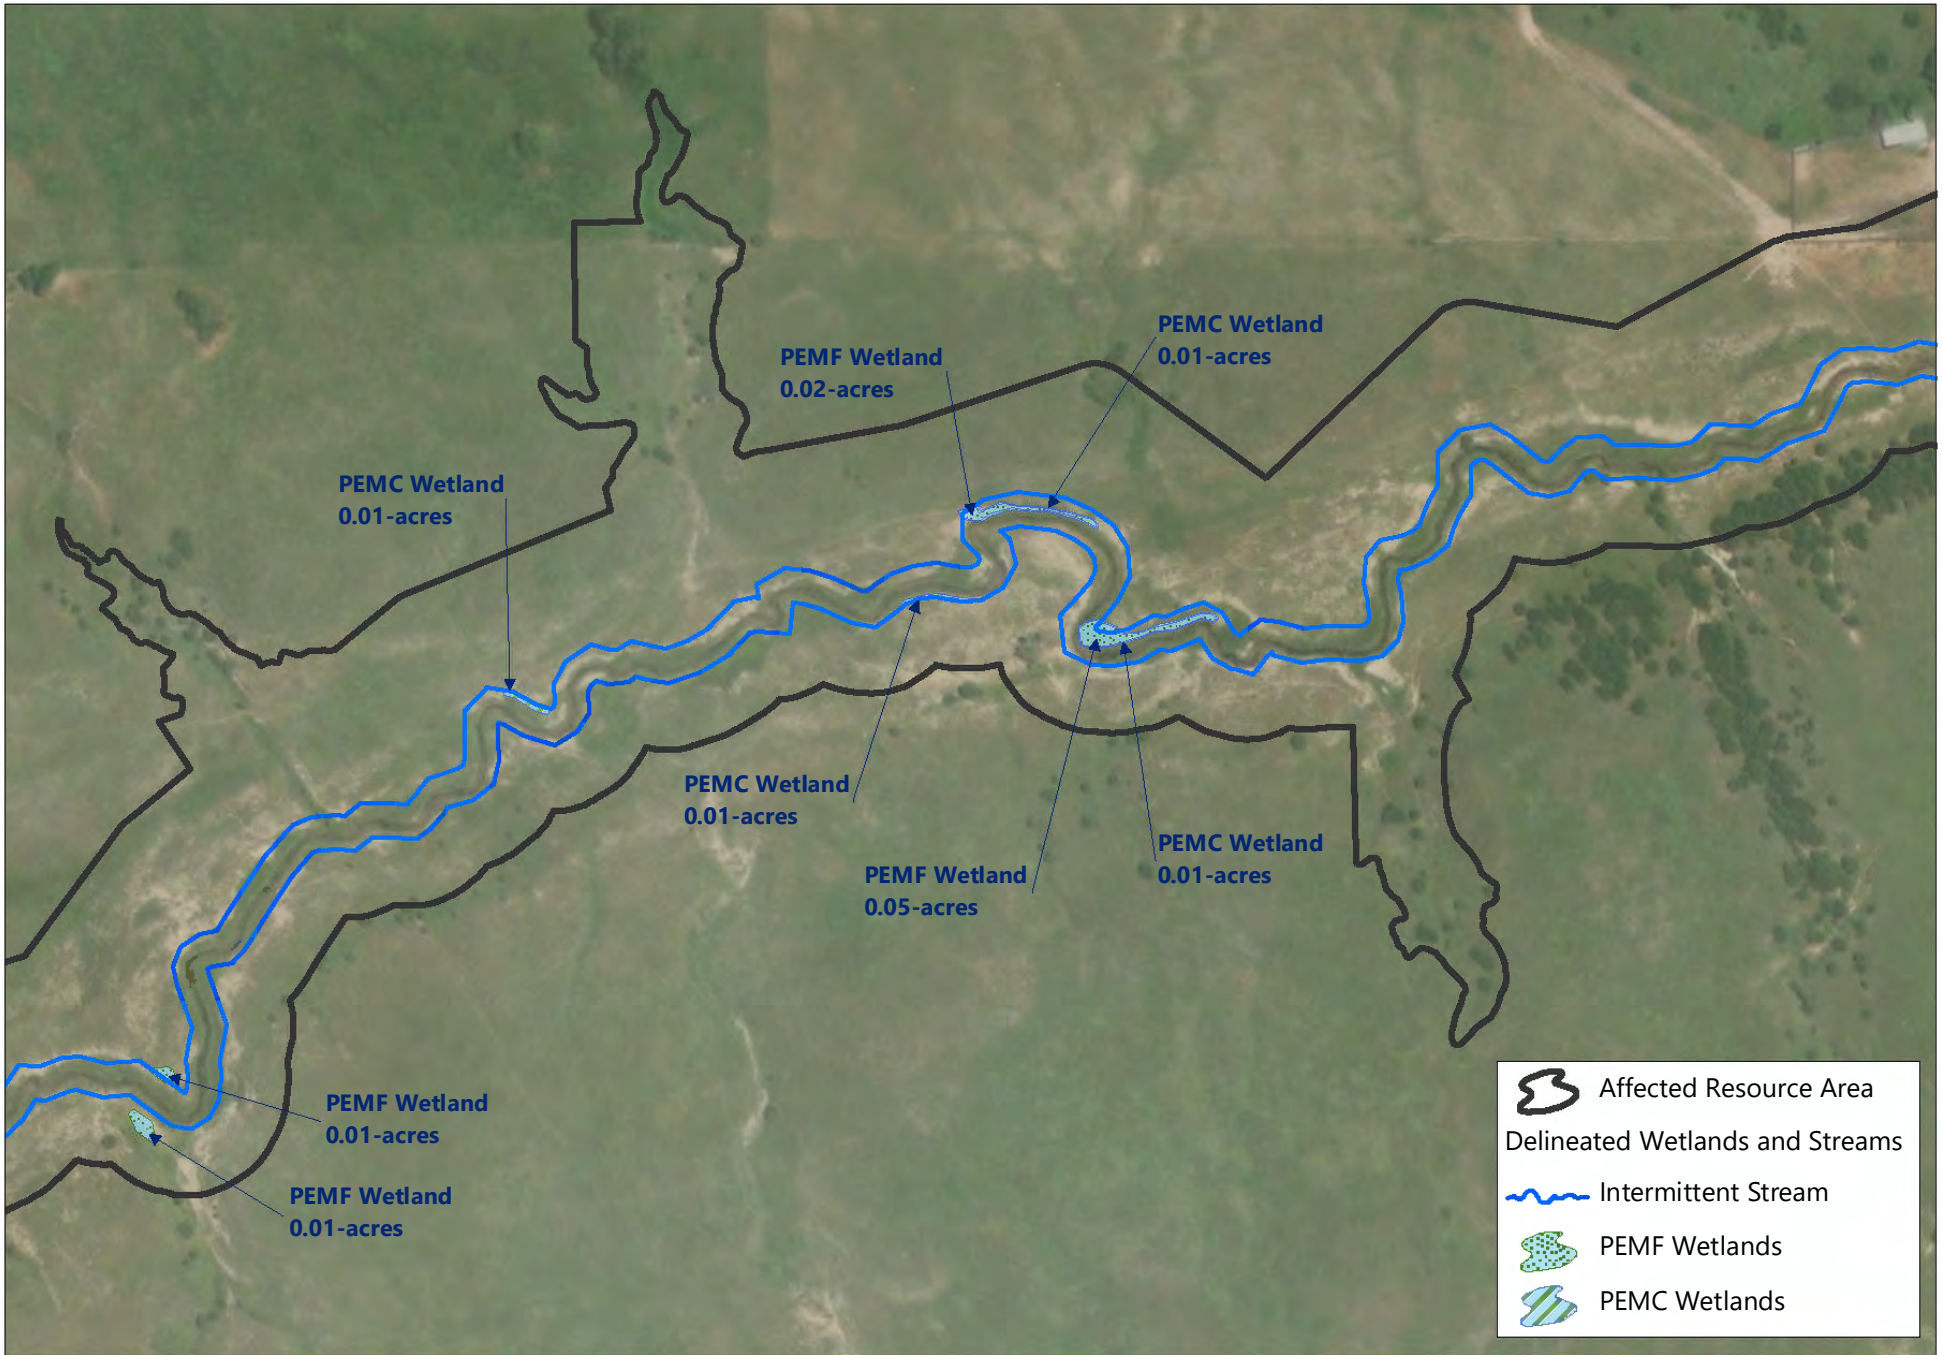 PEMC Wetland
0.01-acres
PEMF Wetland
0.02-acres
PEMC Wetland
0.01-acres
PEMC Wetland
0.01-acres
PEMF Wetland
0.05-acres
PEMC Wetland
0.01-acres
PEMF Wetland
0.01-acres
PEMF Wetland
0.01-acres
Affected Resource Area
Delineated Wetlands and Streams
Intermittent Stream
PEMF Wetlands
PEMC Wetlands